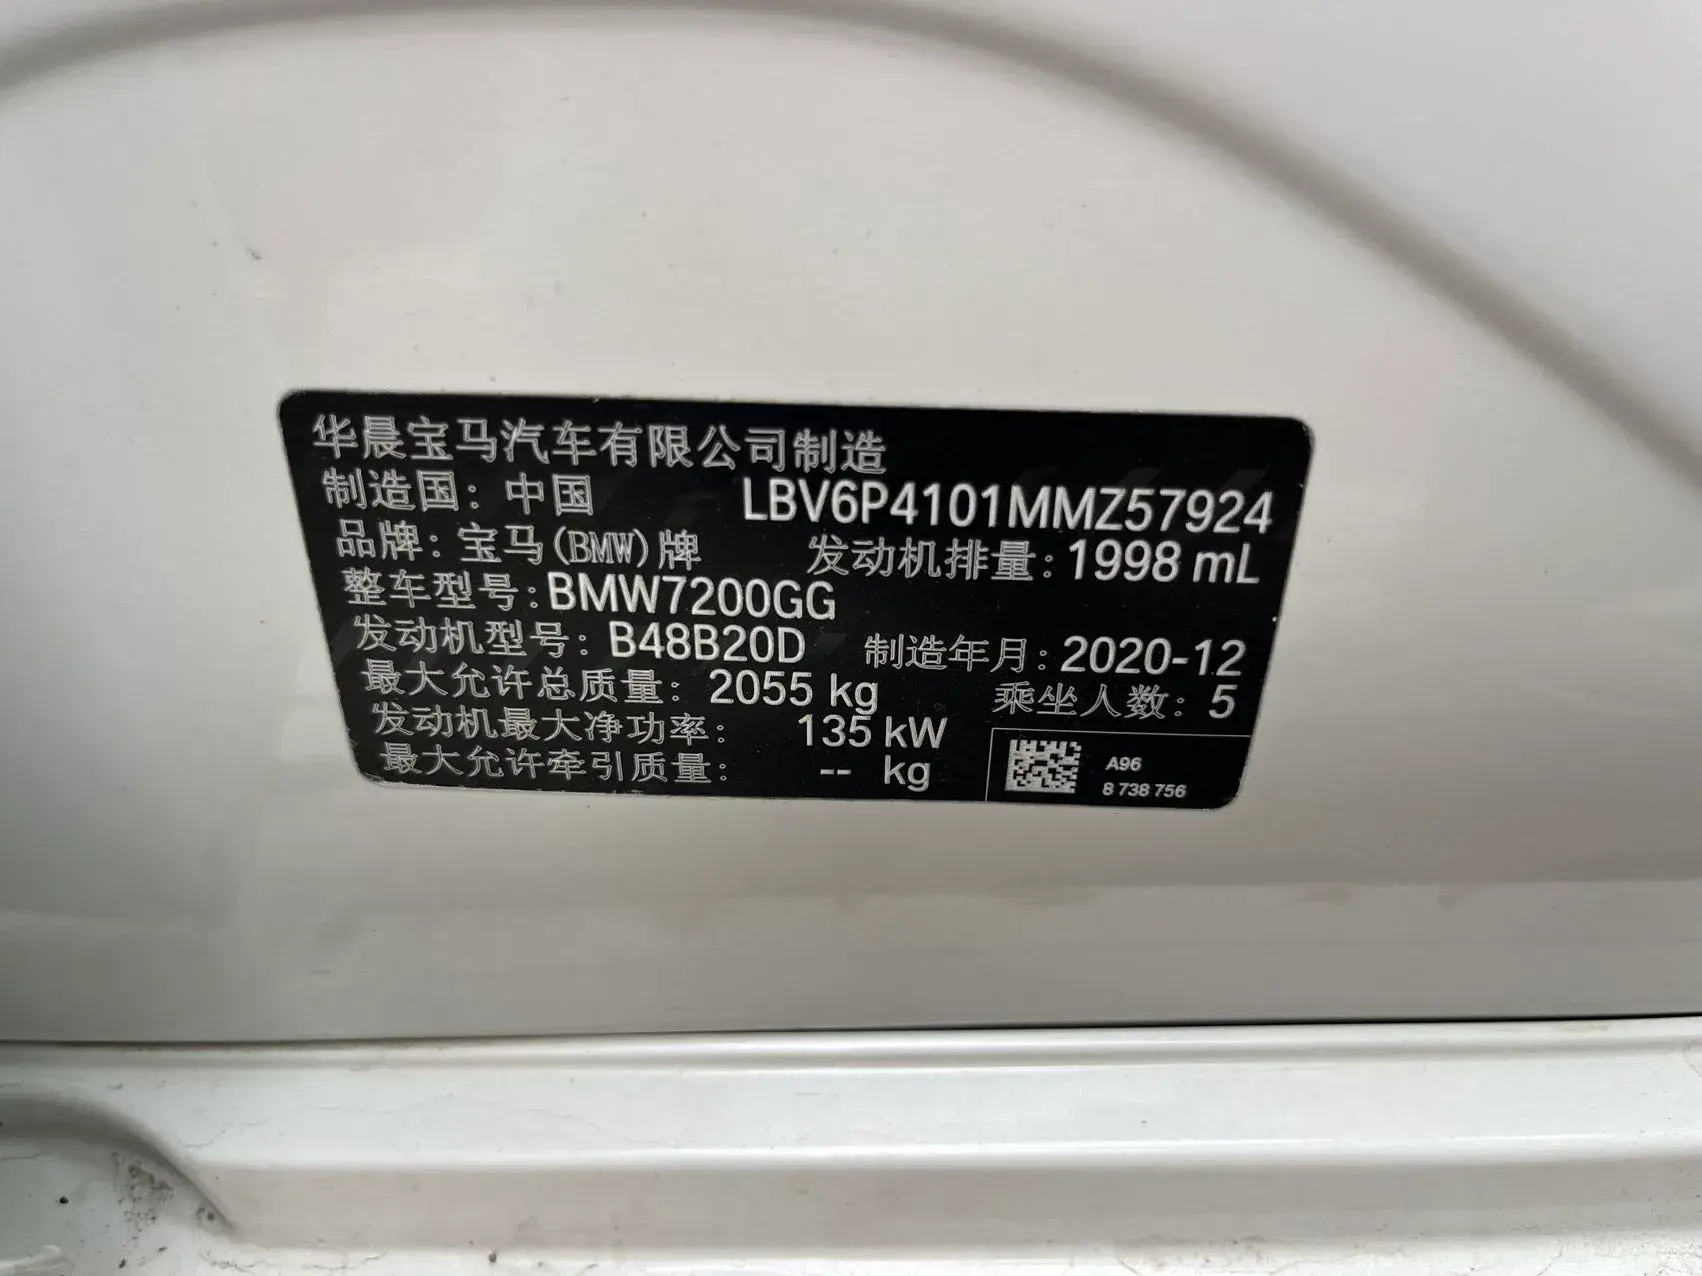 华晨宝马汽车有限公司制造
制造国：中国 LBV6P4101MMZ57924
品牌：宝马(BMW)牌 发动机排量：1998 mL
整车型号：BMW7200GG
发动机型号：B48B20D 制造年月：2020-12
最大允许总质量：2055 kg 乘坐人数：5
发动机最大净功率：135 kW
最大允许牵引质量：-- kg
A96
8 738 756